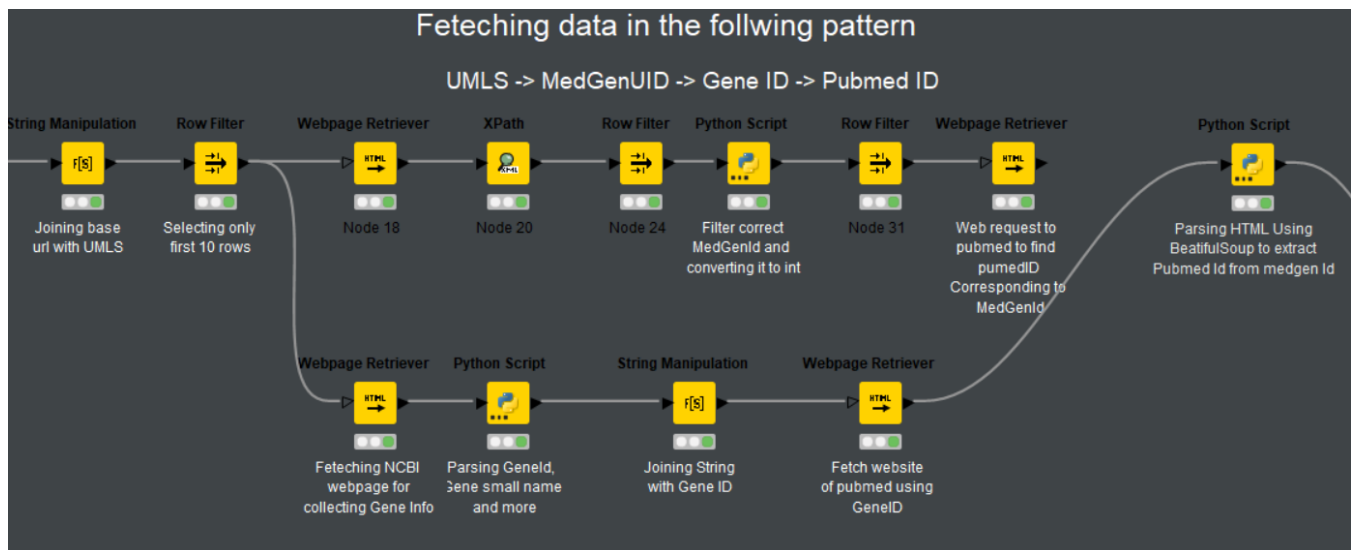 Feteching data in the follwing pattern
UMLS -> MedGenUID -> Gene ID -> Pubmed ID
String Manipulation
Row Filter
Webpage Retriever
XPath
Row Filter
Python Script
Row Filter
Webpage Retriever
Python Script
F[S]
HTML
XML
HTML
Joining base
url with UMLS
Selecting only
first 10 rows
Node 18
Node 20
Node 24
Filter correct
MedGenId and
converting it to int
Node 31
Web request to
pubmed to find
pumedID
Corresponding to
MedGenId
Parsing HTML Using
BeatifulSoup to extract
Pubmed Id from medgen Id
Webpage Retriever
Python Script
String Manipulation
Webpage Retriever
HTML
F[S]
HTML
Feteching NCBI
webpage for
collecting Gene Info
Parsing GeneId,
Gene small name
and more
Joining String
with Gene ID
Fetch website
of pubmed using
GeneID